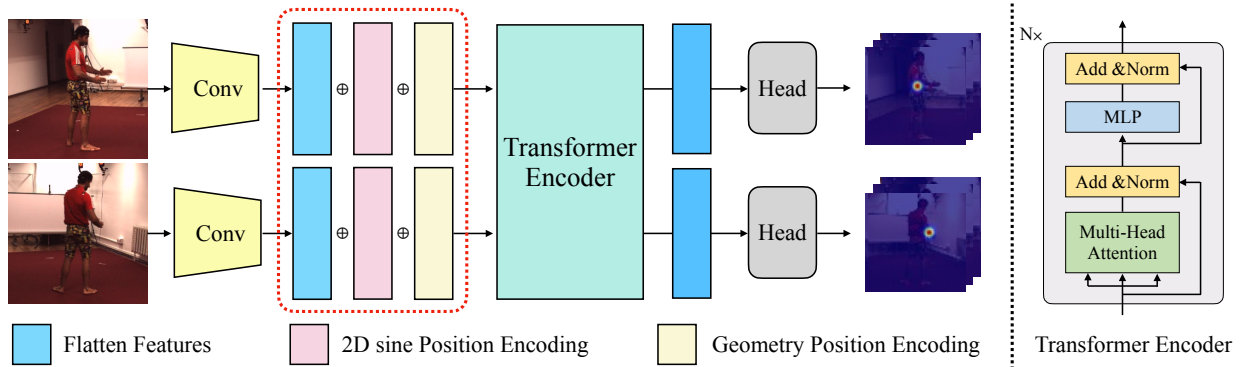 Conv
⊕
⊕
Transformer
Encoder
Head
Conv
⊕
⊕
Head
Flatten Features
2D sine Position Encoding
Geometry Position Encoding
N×
Add &Norm
MLP
Add &Norm
Multi-Head
Attention
Transformer Encoder